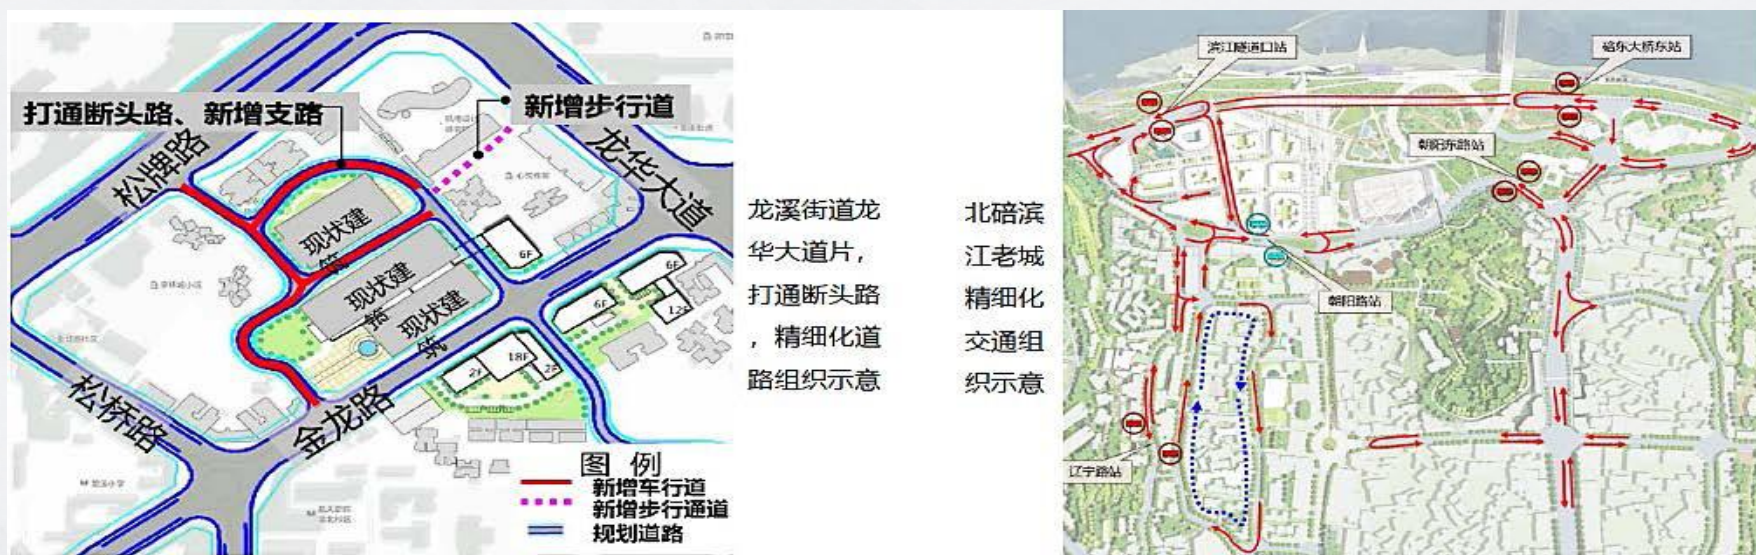 打通断头路、新增支路
新增步行道
松牌路
龙华大道
现状建筑
现状建筑
现状建筑
6F
6F
6F
12F
18F
2F
2F
松桥路
金龙路
图 例
新增车行道
新增步行通道
规划道路
龙溪街道龙
华大道片，
打通断头路
，精细化道
路组织示意
北碚滨
江老城
精细化
交通组
织示意
滨江隧道口站
碚东大桥东站
朝阳东路站
朝阳路站
辽宁路站